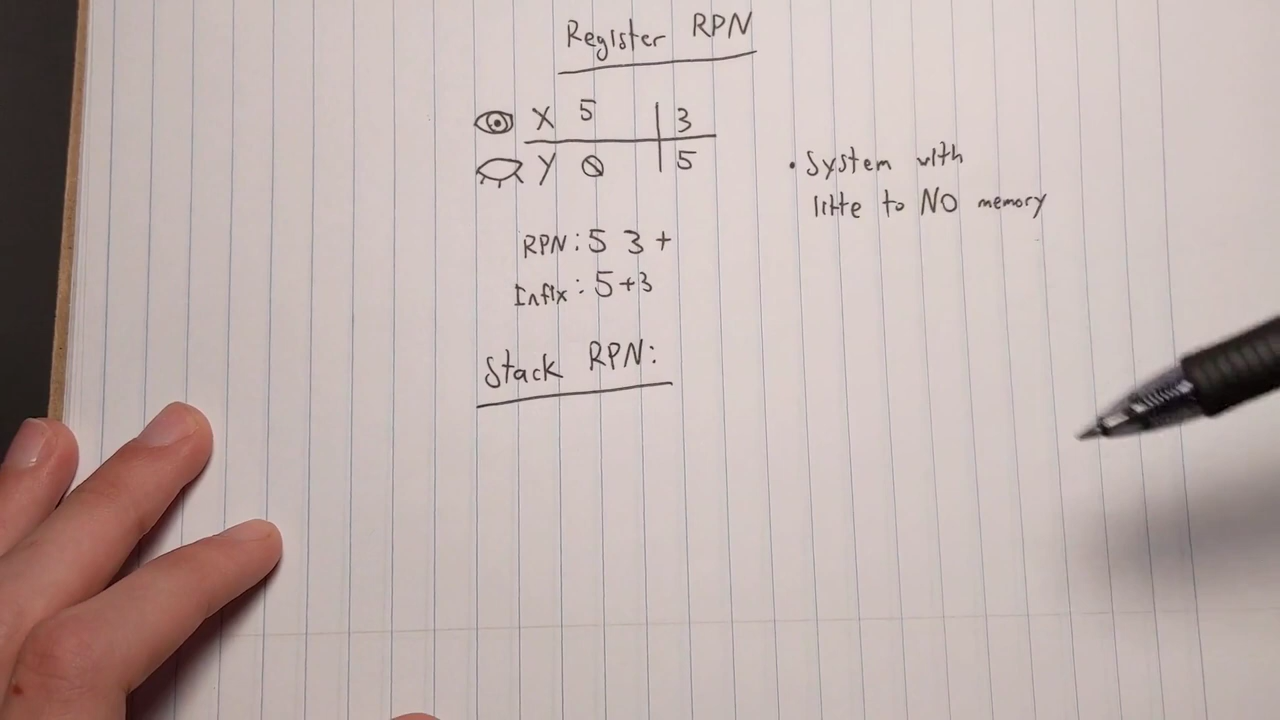 Register RPN
X 5 3
Y 0 5
• System with
litte to NO memory
RPN: 5 3 +
Infix: 5+3
Stack RPN: